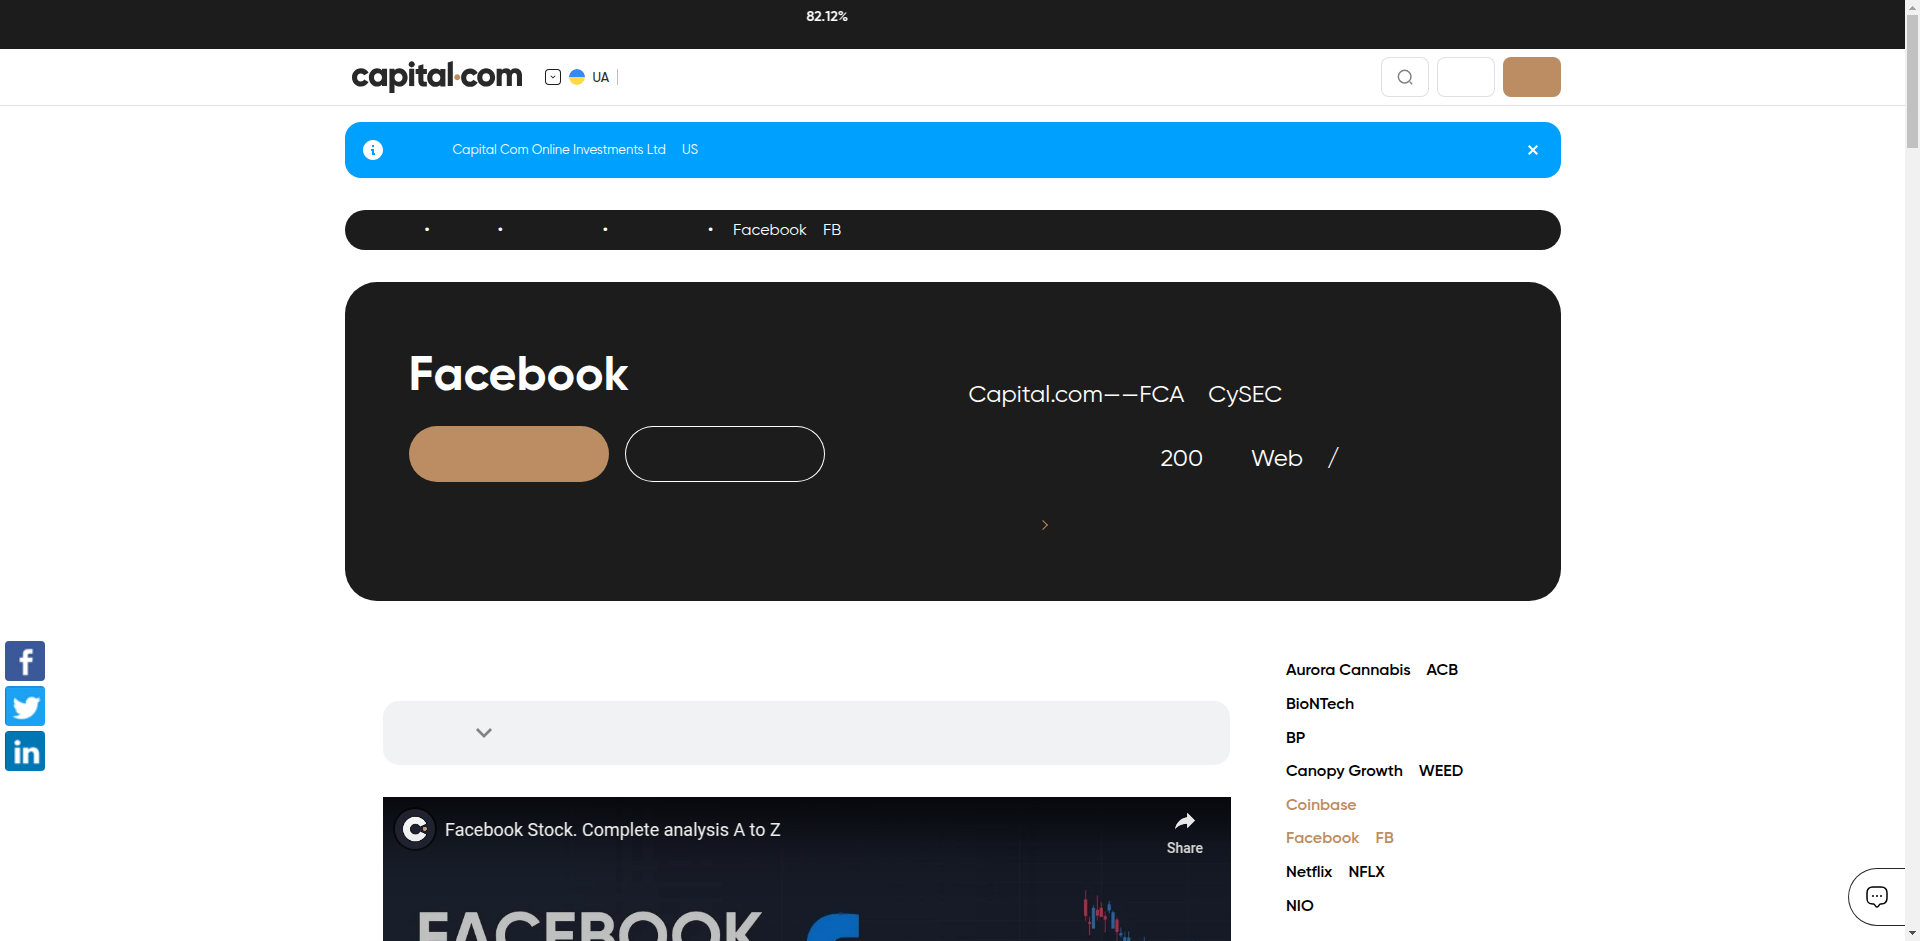 82.12%
capital.com
UA
Capital Com Online Investments Ltd US
• • • • Facebook FB
Facebook
Capital.com——FCA CySEC
200 Web /
Aurora Cannabis ACB
BioNTech
BP
Canopy Growth WEED
Coinbase
Facebook FB
Netflix NFLX
NIO
Facebook Stock. Complete analysis A to Z
Share
FACEBOOK